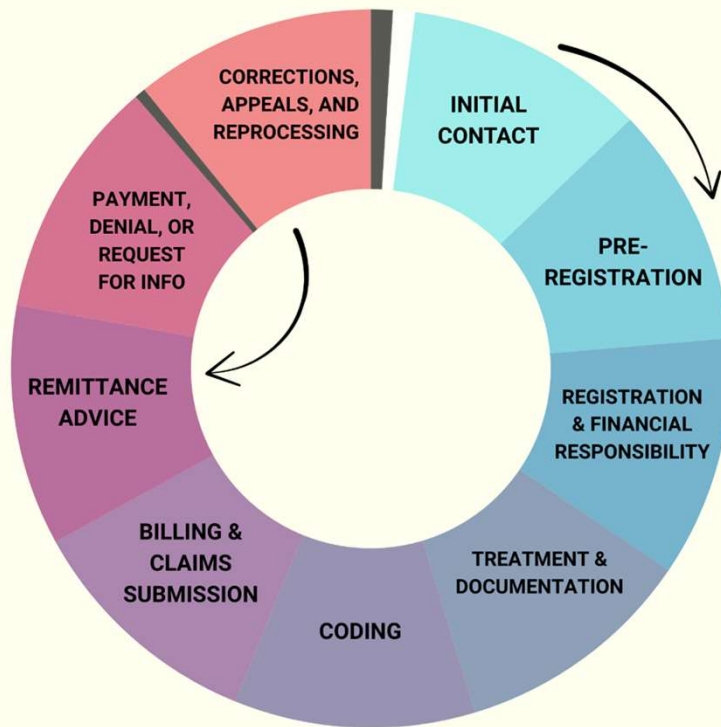 INITIAL
CONTACT
PRE-
REGISTRATION
REGISTRATION
& FINANCIAL
RESPONSIBILITY
TREATMENT &
DOCUMENTATION
CODING
BILLING &
CLAIMS
SUBMISSION
REMITTANCE
ADVICE
PAYMENT,
DENIAL, OR
REQUEST
FOR INFO
CORRECTIONS,
APPEALS, AND
REPROCESSING